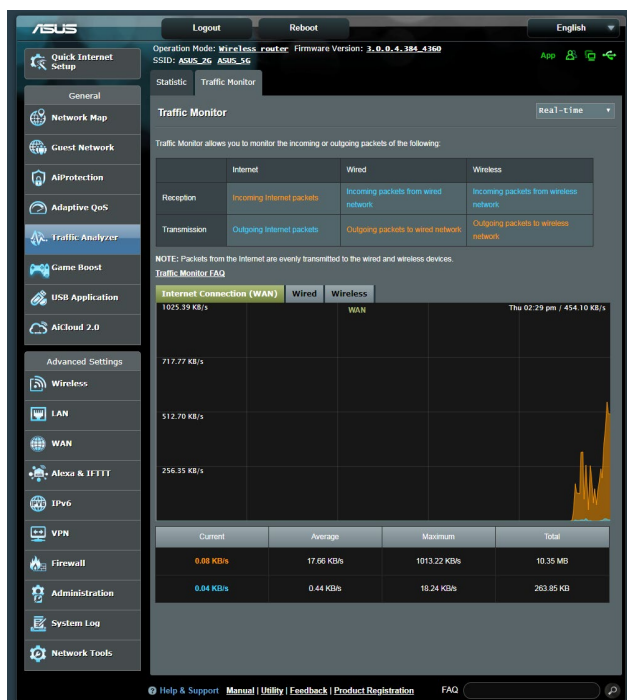 ASUS
Logout
Reboot
English
Quick Internet
Setup
General
Network Map
Guest Network
AiProtection
Adaptive QoS
Traffic Analyzer
Game Boost
USB Application
AiCloud 2.0
Advanced Settings
Wireless
LAN
WAN
Alexa & IFTTT
IPv6
VPN
Firewall
Administration
System Log
Network Tools
Operation Mode: Wireless router Firmware Version: 3.0.0.4.384_4360
SSID: ASUS_2G ASUS_5G
App
Statistic Traffic Monitor
Traffic Monitor
Real-time
Traffic Monitor allows you to monitor the incoming or outgoing packets of the following:
Internet Wired Wireless
Reception Incoming Internet packets Incoming packets from wired network Incoming packets from wireless network
Transmission Outgoing Internet packets Outgoing packets to wired network Outgoing packets to wireless network
NOTE: Packets from the Internet are evenly transmitted to the wired and wireless devices.
Traffic Monitor FAQ
Internet Connection (WAN) Wired Wireless
1025.39 KB/s WAN Thu 02:29 pm / 454.10 KB/s
717.77 KB/s
512.70 KB/s
256.35 KB/s
Current Average Maximum Total
0.08 KB/s 17.66 KB/s 1013.22 KB/s 10.35 MB
0.04 KB/s 0.44 KB/s 18.24 KB/s 263.85 KB
Help & Support Manual | Utility | Feedback | Product Registration FAQ